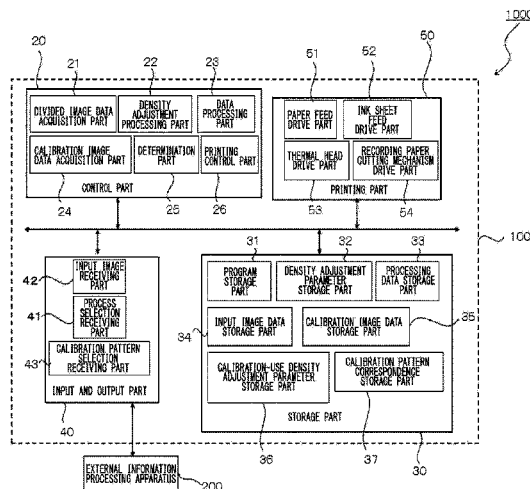 1000
20
21
22
23
51
52
50
DIVIDED IMAGE DATA
ACQUISITION PART
DENSITY
ADJUSTMENT
PROCESSING PART
DATA
PROCESSING
PART
PAPER FEED
DRIVE PART
INK SHEET
FEED
DRIVE PART
CALIBRATION IMAGE
DATA ACQUISITION PART
DETERMINATION
PART
PRINTING
CONTROL PART
THERMAL HEAD
DRIVE PART
RECORDING PAPER
CUTTING MECHANISM
DRIVE PART
CONTROL PART
PRINTING PART
24
25
26
53
54
100
42
INPUT IMAGE
RECEIVING
PART
41
PROCESS
SELECTION
RECEIVING
PART
43
CALIBRATION PATTERN
SELECTION
RECEIVING PART
INPUT AND OUTPUT PART
40
31
32
33
PROGRAM
STORAGE
PART
DENSITY ADJUSTMENT
PARAMETER
STORAGE PART
PROCESSING
DATA STORAGE
PART
34
INPUT IMAGE DATA
STORAGE PART
CALIBRATION IMAGE DATA
STORAGE PART
35
CALIBRATION-USE DENSITY
ADJUSTMENT PARAMETER
STORAGE PART
CALIBRATION PATTERN
CORRESPONDENCE
STORAGE PART
STORAGE PART
36
37
30
EXTERNAL INFORMATION
PROCESSING APPARATUS
200